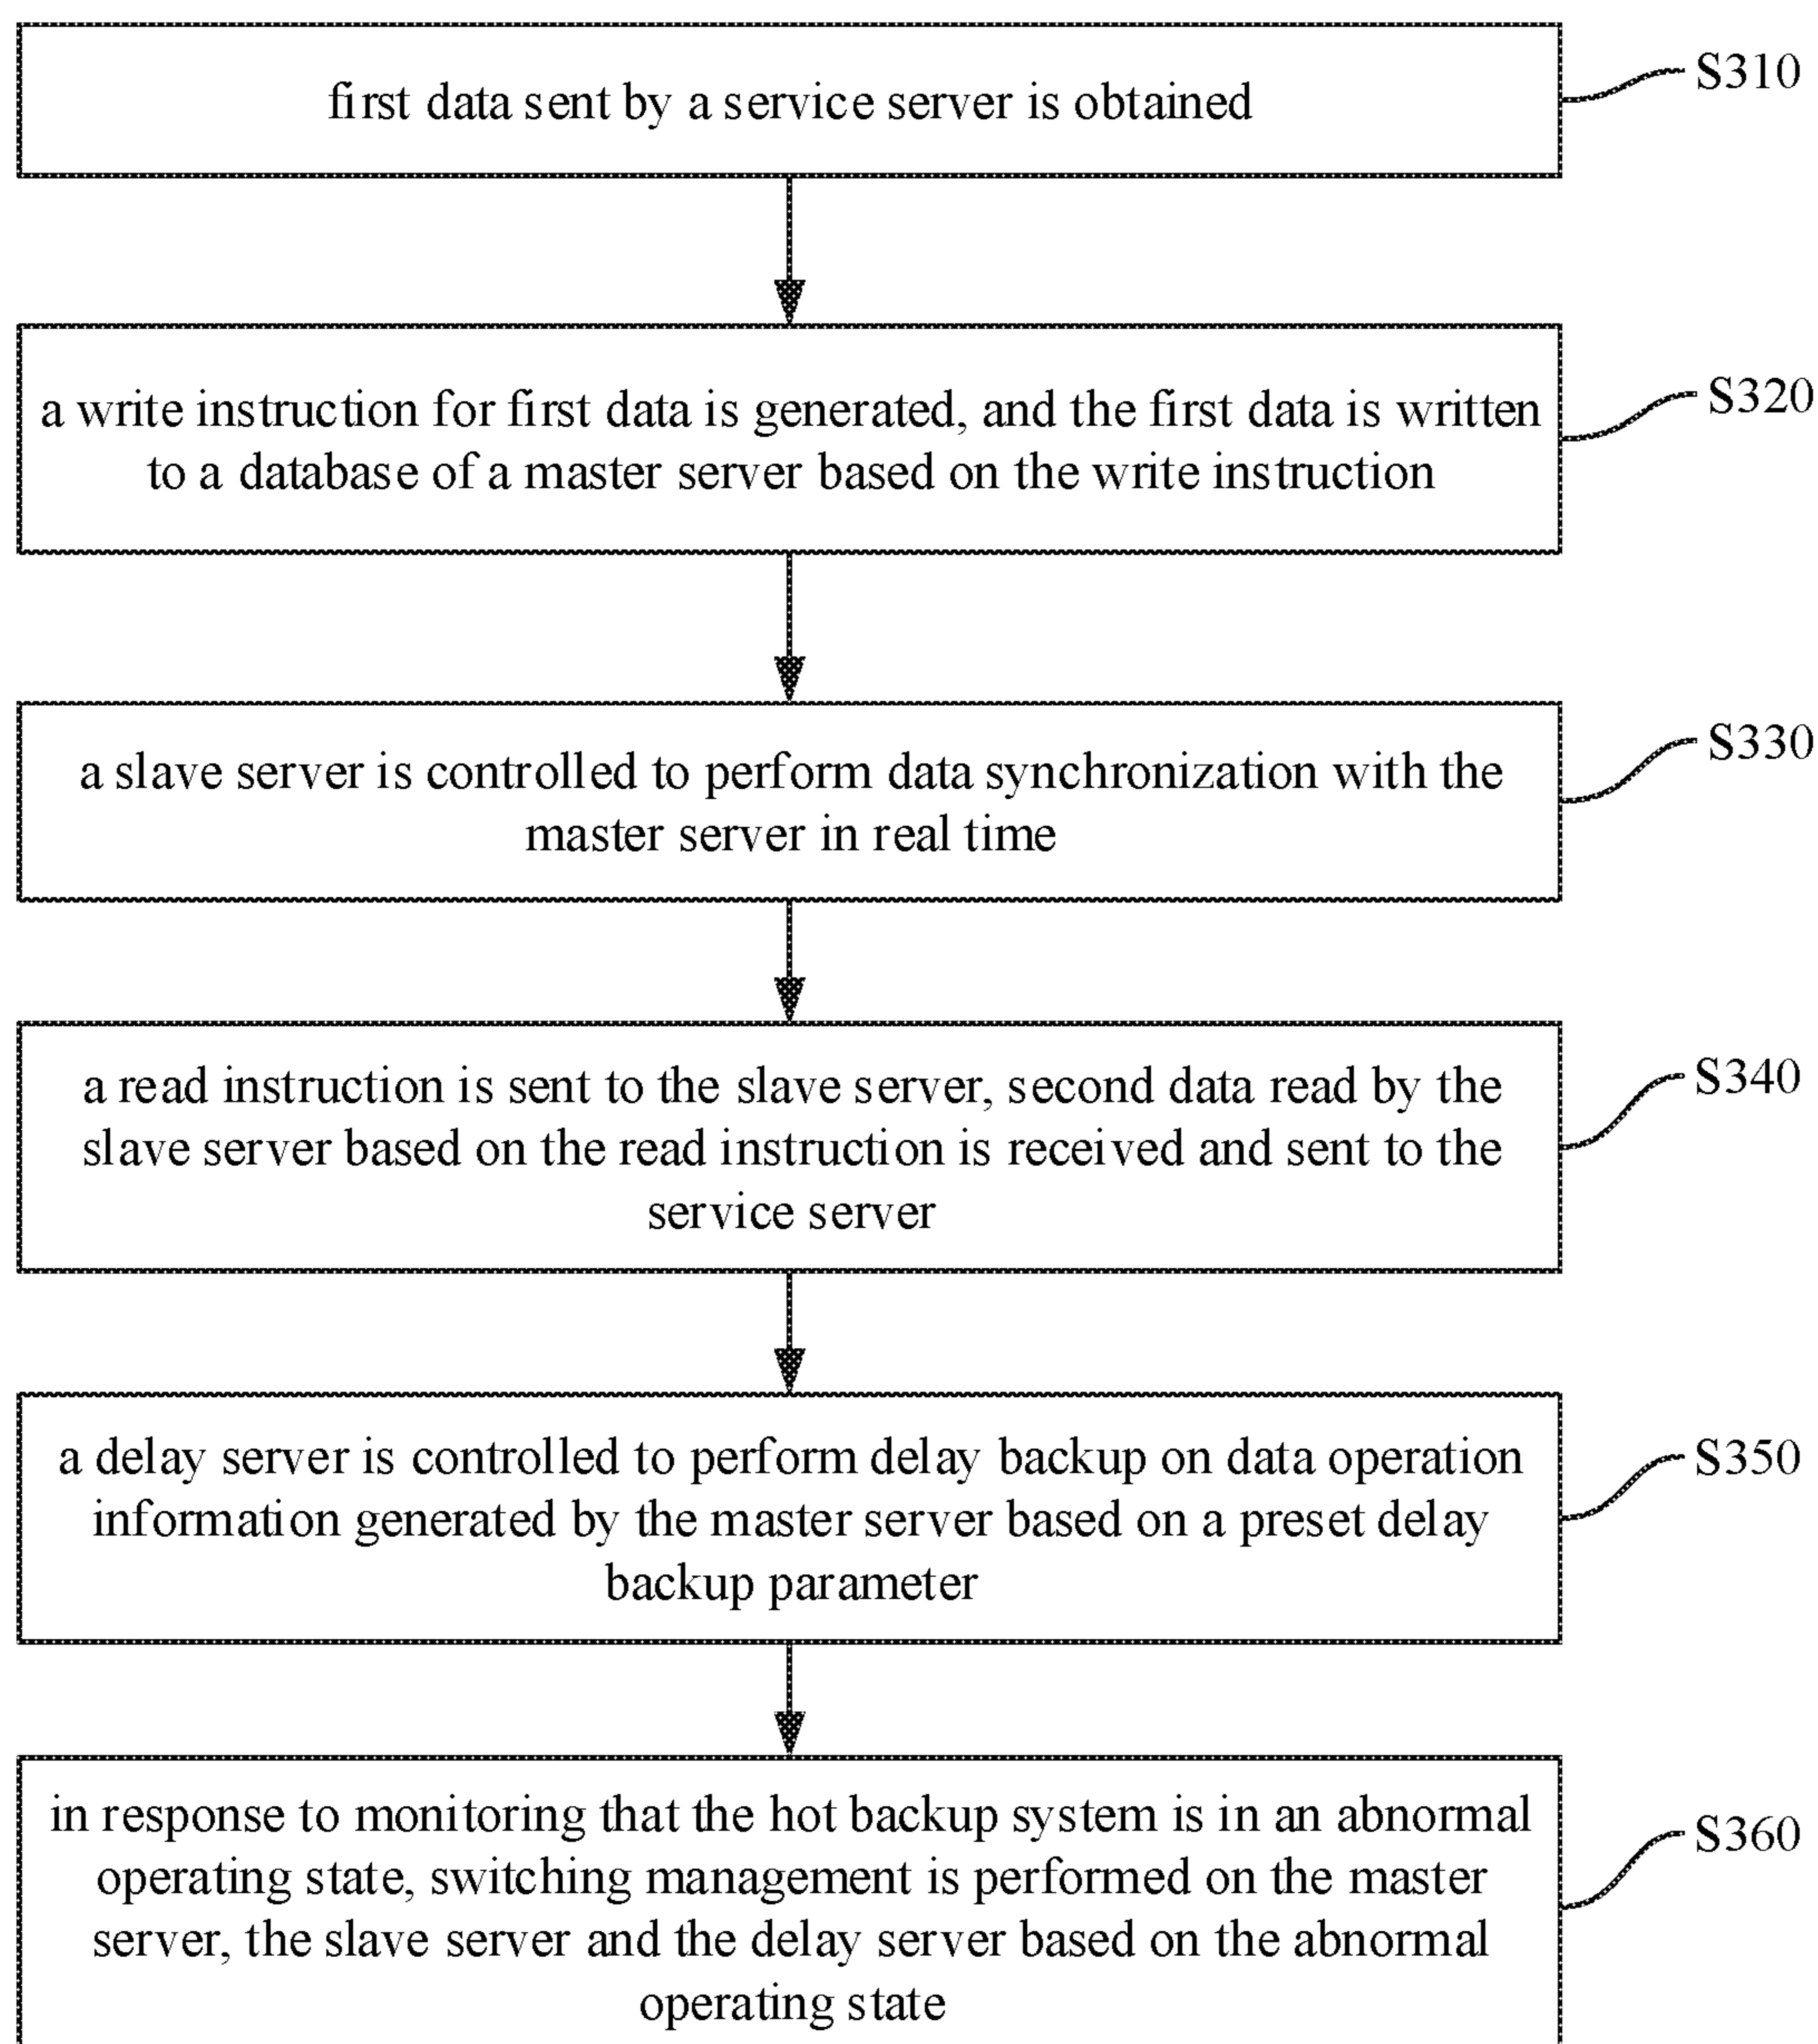 first data sent by a service server is obtained
S310
a write instruction for first data is generated, and the first data is written
to a database of a master server based on the write instruction
S320
a slave server is controlled to perform data synchronization with the
master server in real time
S330
a read instruction is sent to the slave server, second data read by the
slave server based on the read instruction is received and sent to the
service server
S340
a delay server is controlled to perform delay backup on data operation
information generated by the master server based on a preset delay
backup parameter
S350
in response to monitoring that the hot backup system is in an abnormal
operating state, switching management is performed on the master
server, the slave server and the delay server based on the abnormal
operating state
S360